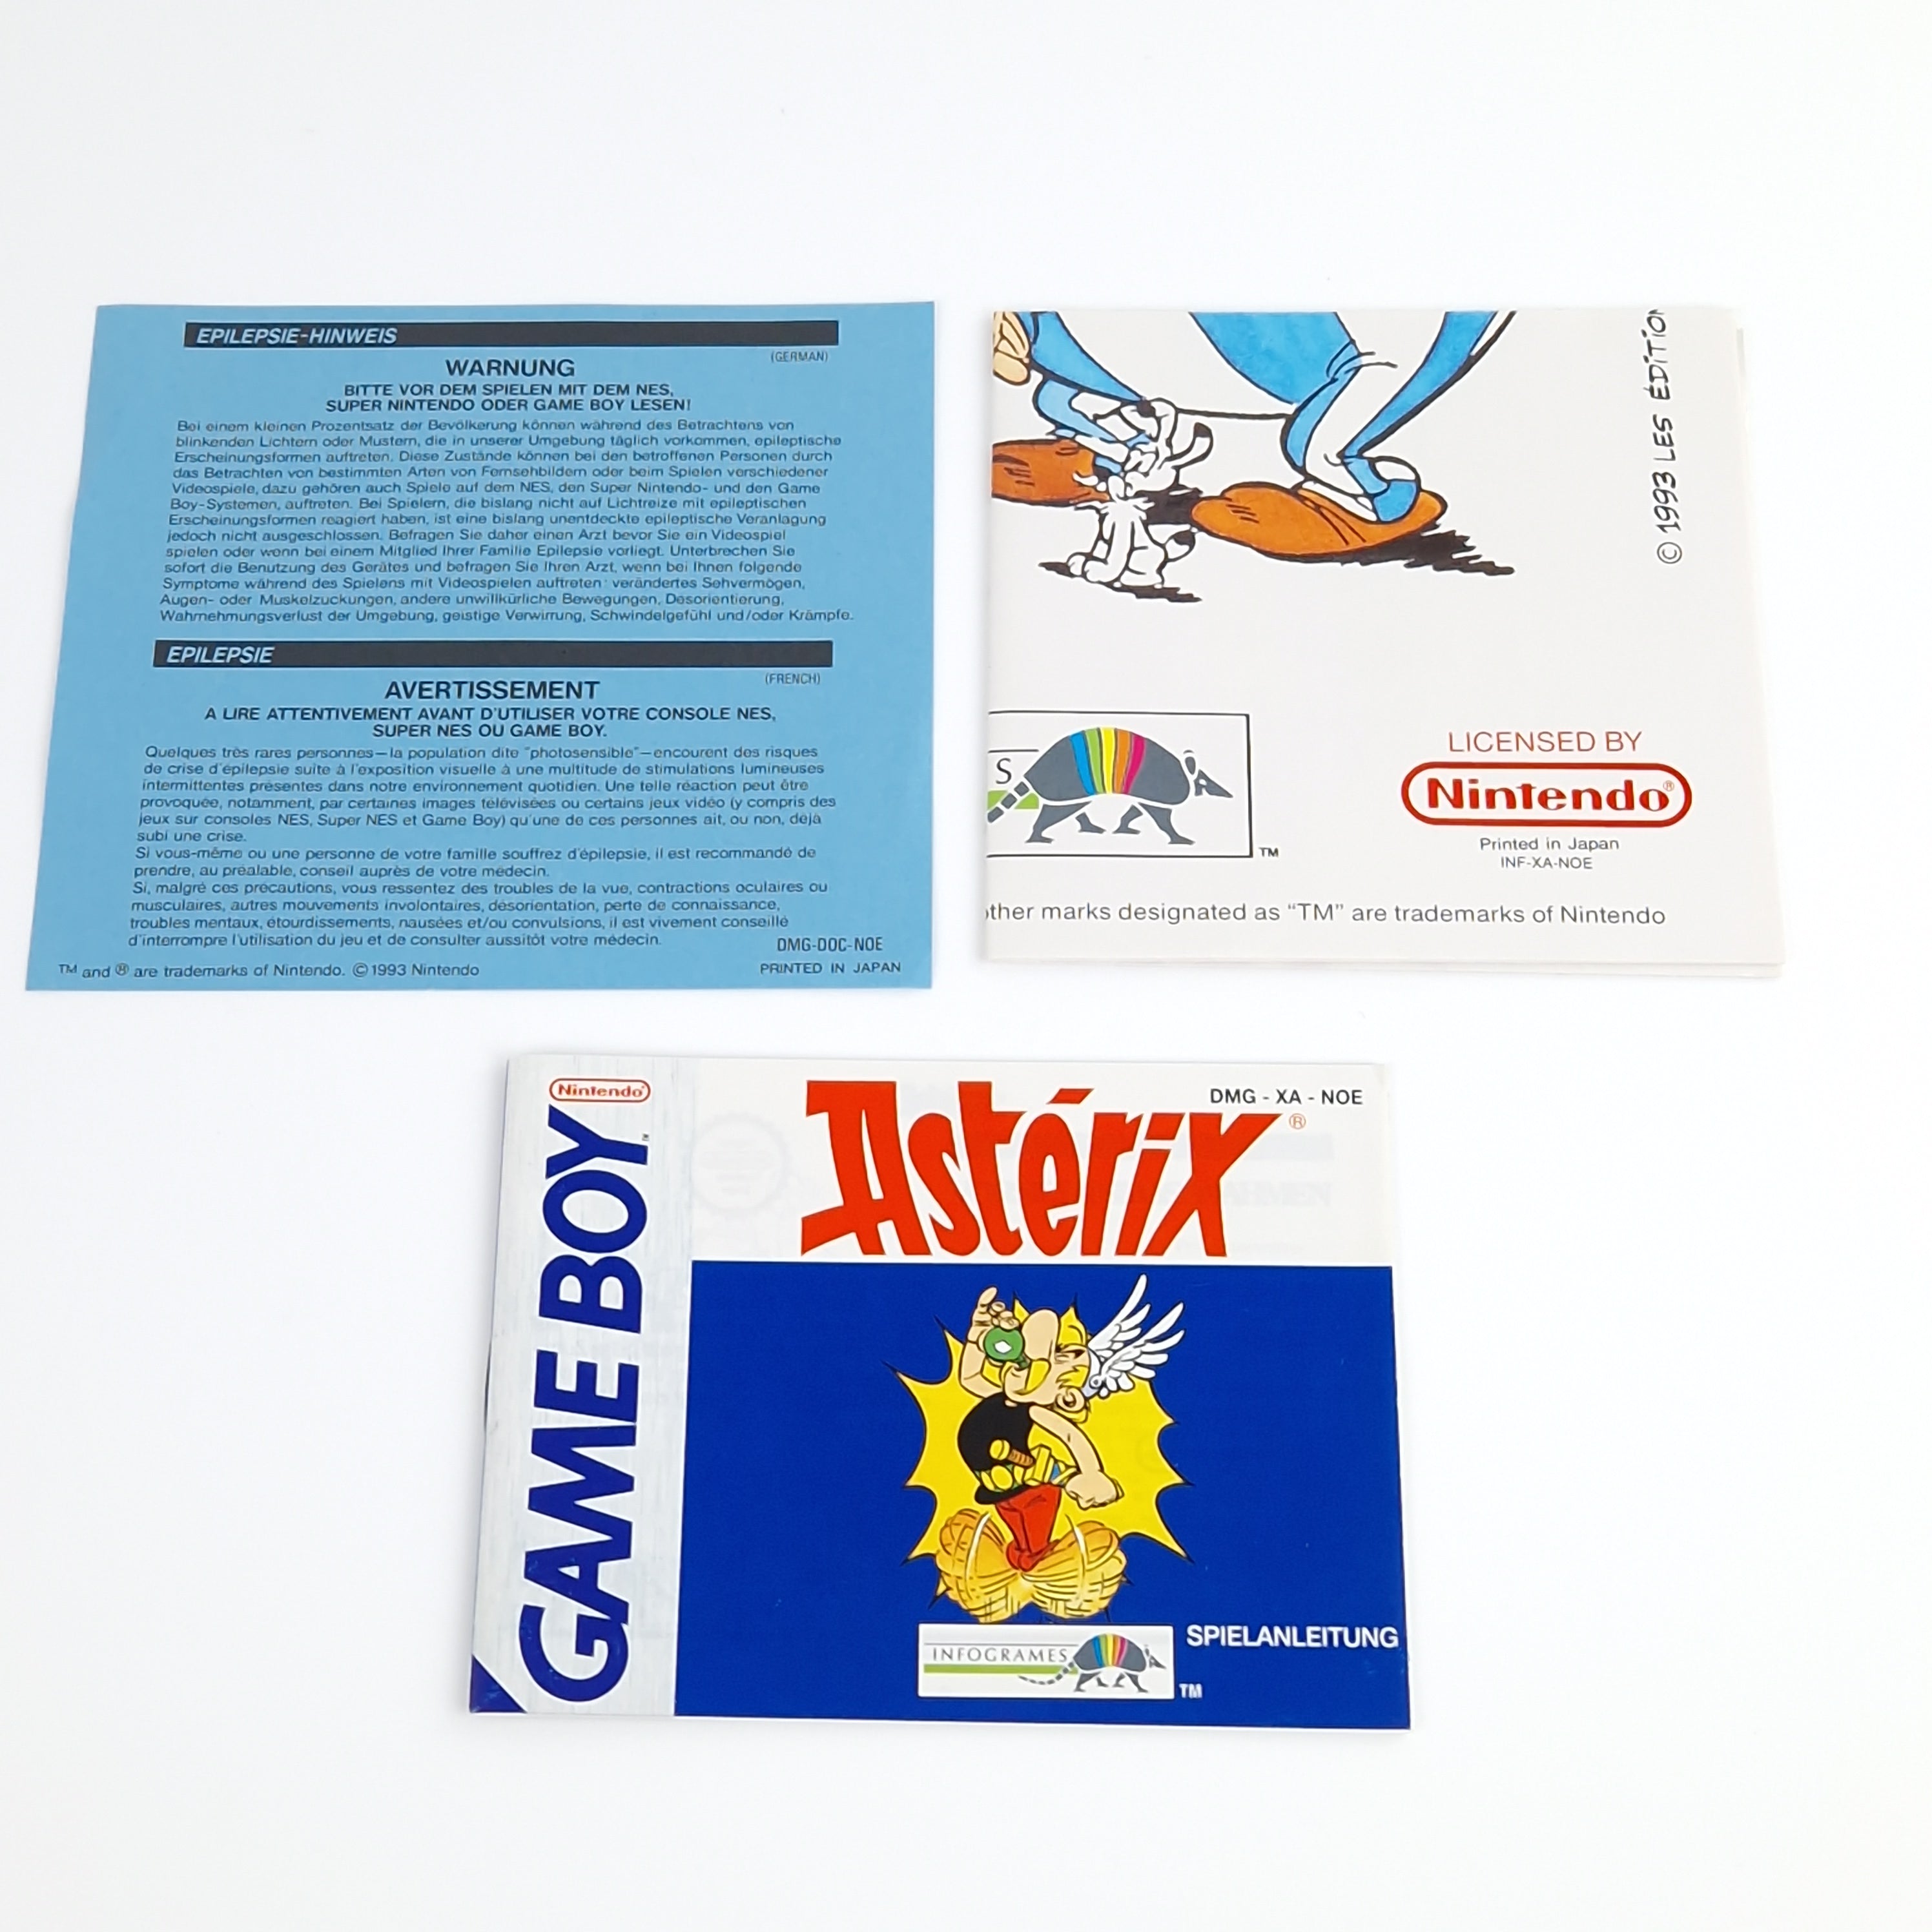 EPILEPSIE-HINWEIS
(GERMAN)
WARNUNG
BITTE VOR DEM SPIELEN MIT DEM NES,
SUPER NINTENDO ODER GAME BOY LESEN!
Bei einem kleinen Prozentsatz der Bevölkerung können während des Betrachtens von
blinkenden Lichtern oder Mustern, die in unserer Umgebung täglich vorkommen, epileptische
Erscheinungsformen auftreten. Diese Zustände können bei den betroffenen Personen durch
das Betrachten von bestimmten Arten von Fernsehbildern oder beim Spielen verschiedener
Videospiele, dazu gehören auch Spiele auf dem NES, den Super Nintendo- und den Game
Boy-Systemen, auftreten. Bei Spielern, die bislang nicht auf Lichtreize mit epileptischen
Erscheinungsformen reagiert haben, ist eine bislang unentdeckte epileptische Veranlagung
jedoch nicht ausgeschlossen. Befragen Sie daher einen Arzt bevor Sie ein Videospiel
spielen oder wenn bei einem Mitglied Ihrer Familie Epilepsie vorliegt. Unterbrechen Sie
sofort die Benutzung des Gerätes und befragen Sie Ihren Arzt, wenn bei Ihnen folgende
Symptome während des Spielens mit Videospielen auftreten: verändertes Sehvermögen,
Augen- oder Muskelzuckungen, andere unwillkürliche Bewegungen, Desorientierung,
Wahrnehmungsverlust der Umgebung, geistige Verwirrung, Schwindelgefühl und/oder Krämpfe.
EPILEPSIE
(FRENCH)
AVERTISSEMENT
A LIRE ATTENTIVEMENT AVANT D'UTILISER VOTRE CONSOLE NES,
SUPER NES OU GAME BOY.
Quelques très rares personnes—la population dite "photosensible"—encourent des risques
de crise d'épilepsie suite à l'exposition visuelle à une multitude de stimulations lumineuses
intermittentes présentes dans notre environnement quotidien. Une telle réaction peut être
provoquée, notamment, par certaines images télévisées ou certains jeux vidéo (y compris des
jeux sur consoles NES, Super NES et Game Boy) qu'une de ces personnes ait, ou non, déjà
subi une crise.
Si vous-même ou une personne de votre famille souffrez d'épilepsie, il est recommandé de
prendre, au préalable, conseil auprès de votre médecin.
Si, malgré ces précautions, vous ressentez des troubles de la vue, contractions oculaires ou
musculaires, autres mouvements involontaires, désorientation, perte de connaissance,
troubles mentaux, étourdissements, nausées et/ou convulsions, il est vivement conseillé
d'interrompre l'utilisation du jeu et de consulter aussitôt votre médecin.
DMG-DOC-NOE
TM and ® are trademarks of Nintendo. © 1993 Nintendo
PRINTED IN JAPAN
© 1993 LES ÉDITION
S
TM
LICENSED BY
Nintendo®
Printed in Japan
INF-XA-NOE
other marks designated as “TM” are trademarks of Nintendo
Nintendo®
GAME BOY™
DMG - XA - NOE
Astérix®
SPIELANLEITUNG
INFOGRAMES
TM